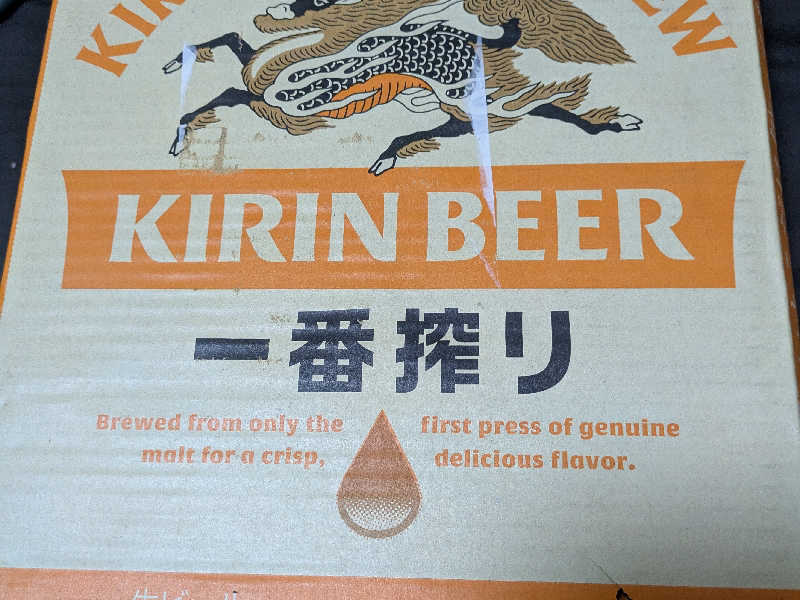 KIRIN BEER
一番搾り
Brewed from only the first press of genuine
malt for a crisp, delicious flavor.